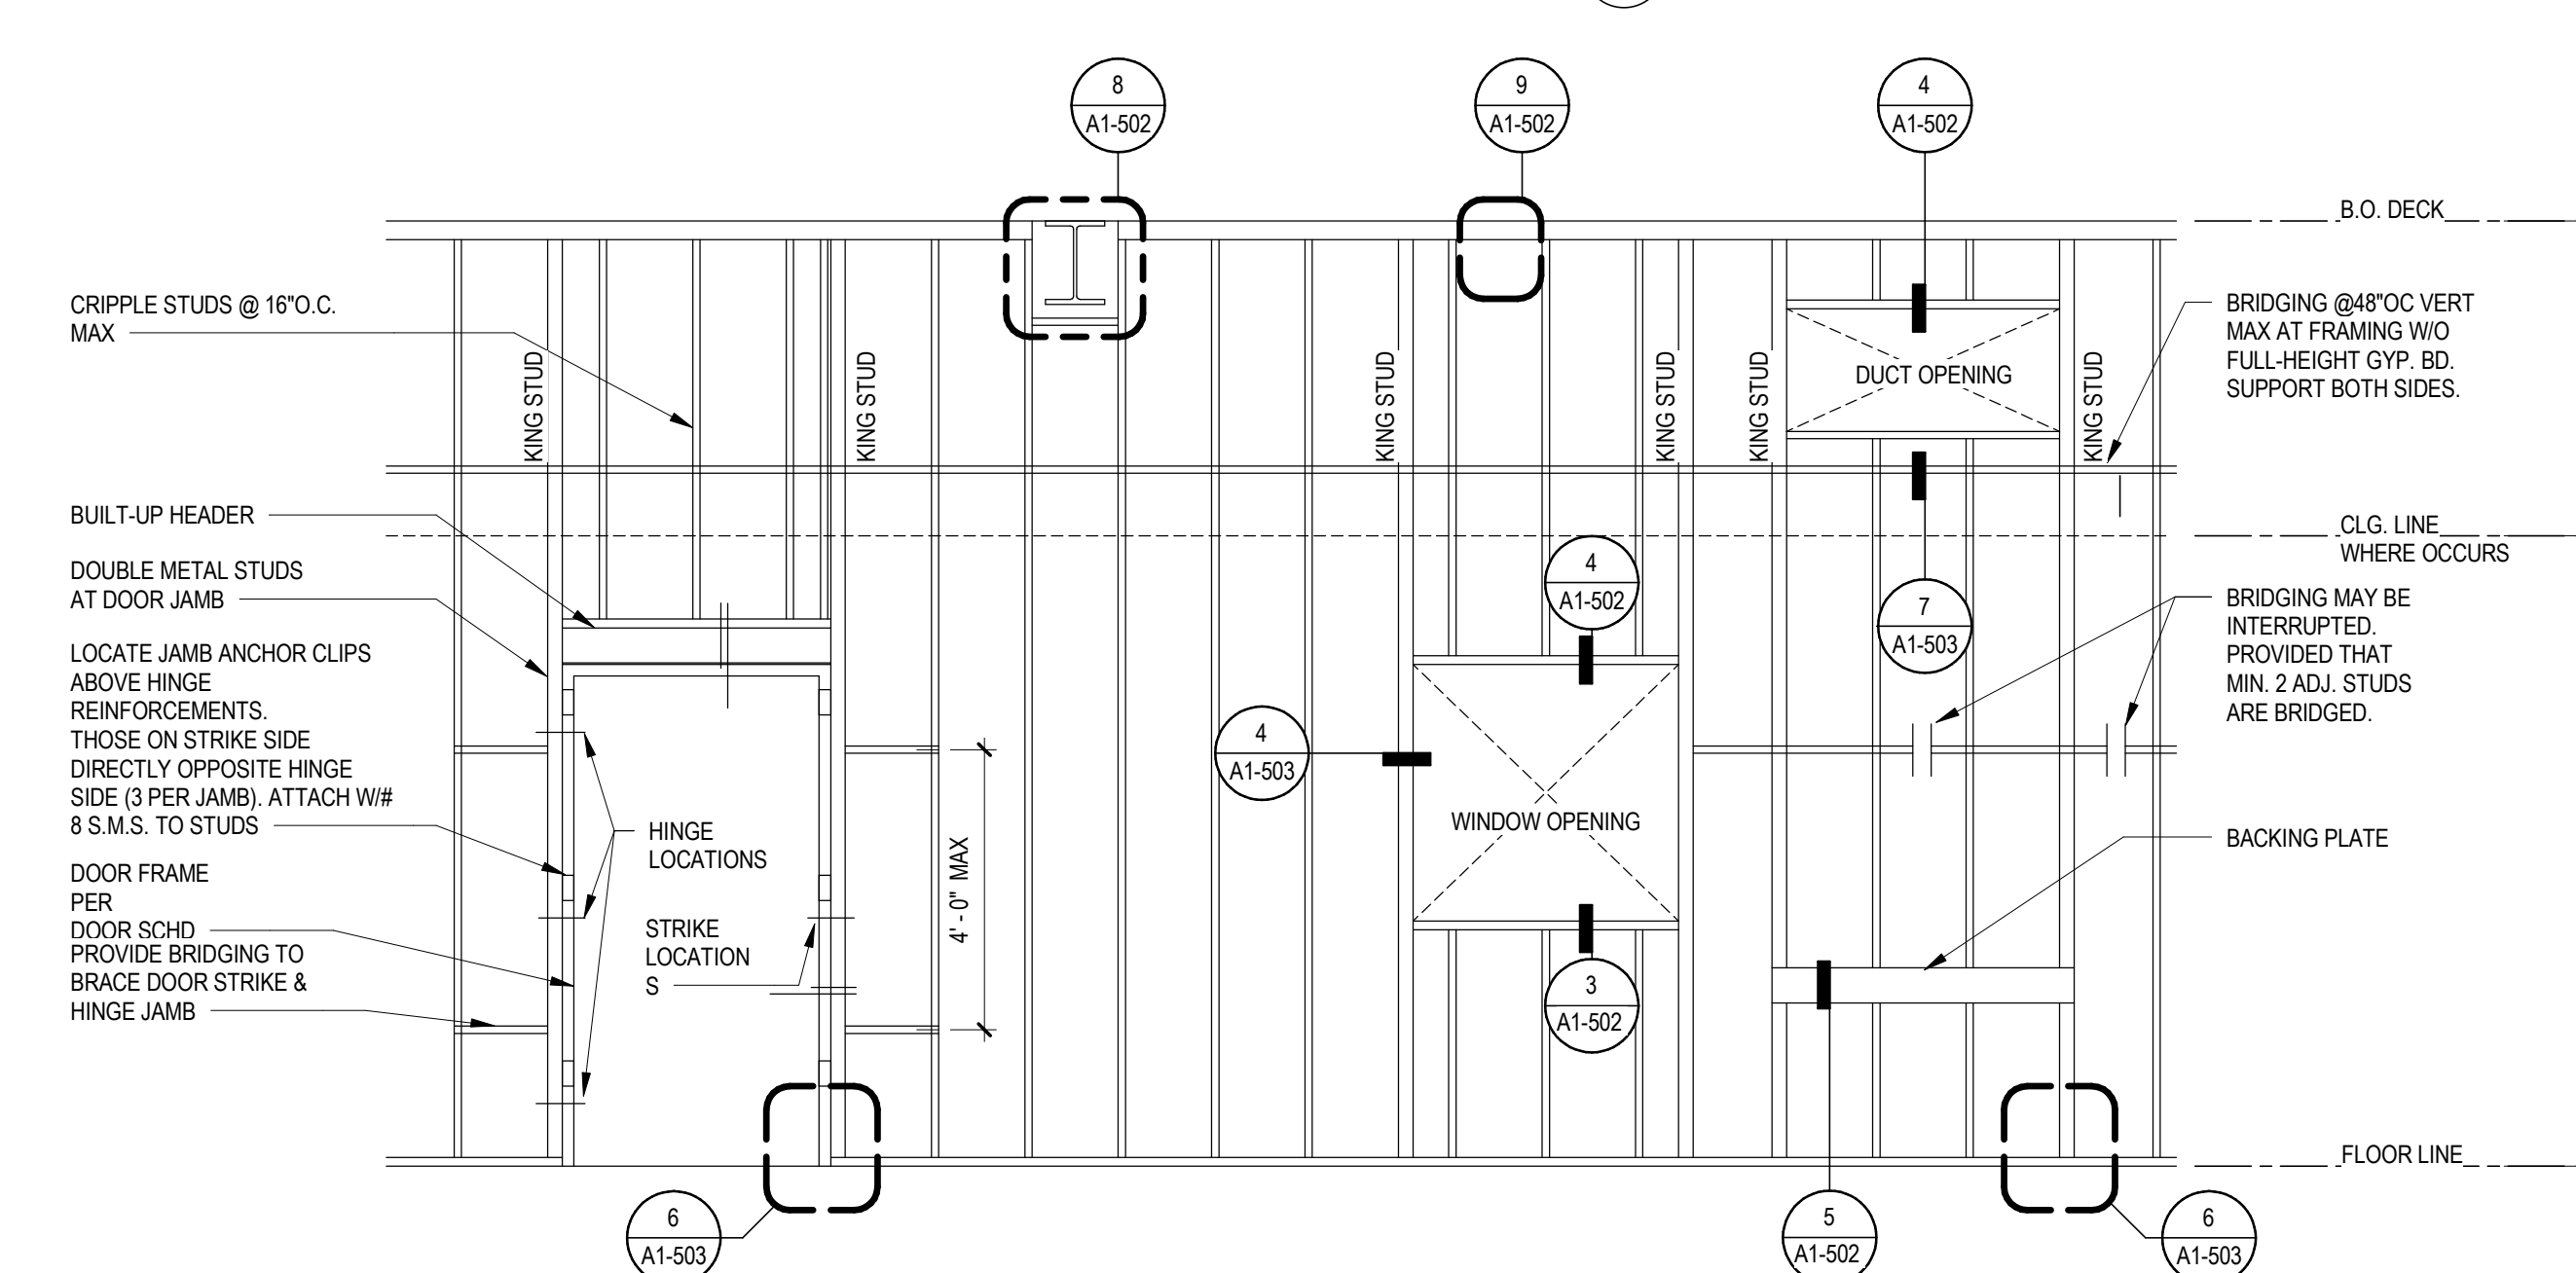 8
A1-502
9
A1-502
4
A1-502
B.O. DECK
CRIPPLE STUDS @ 16"O.C.
MAX
BRIDGING @48"OC VERT
MAX AT FRAMING W/O
FULL-HEIGHT GYP. BD.
SUPPORT BOTH SIDES.
KING STUD
KING STUD
KING STUD
KING STUD
KING STUD
KING STUD
DUCT OPENING
BUILT-UP HEADER
CLG. LINE
WHERE OCCURS
DOUBLE METAL STUDS
AT DOOR JAMB
4
A1-502
7
A1-503
BRIDGING MAY BE
INTERRUPTED.
PROVIDED THAT
MIN. 2 ADJ. STUDS
ARE BRIDGED.
LOCATE JAMB ANCHOR CLIPS
ABOVE HINGE
REINFORCEMENTS.
THOSE ON STRIKE SIDE
DIRECTLY OPPOSITE HINGE
SIDE (3 PER JAMB). ATTACH W/#
8 S.M.S. TO STUDS
4
A1-503
WINDOW OPENING
HINGE
LOCATIONS
BACKING PLATE
DOOR FRAME
PER
DOOR SCHD
4' - 0" MAX
STRIKE
LOCATION
S
PROVIDE BRIDGING TO
BRACE DOOR STRIKE &
HINGE JAMB
3
A1-502
FLOOR LINE
6
A1-503
5
A1-502
6
A1-503